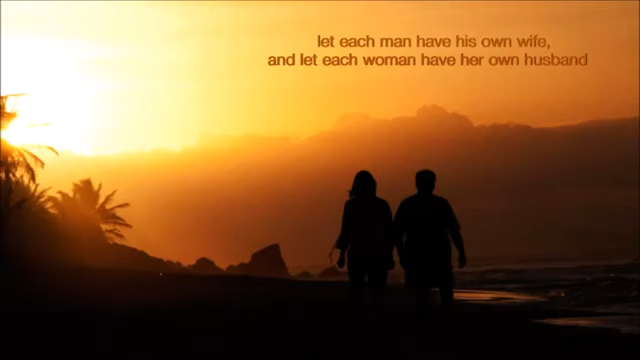 let each man have his own wife,
and let each woman have her own husband